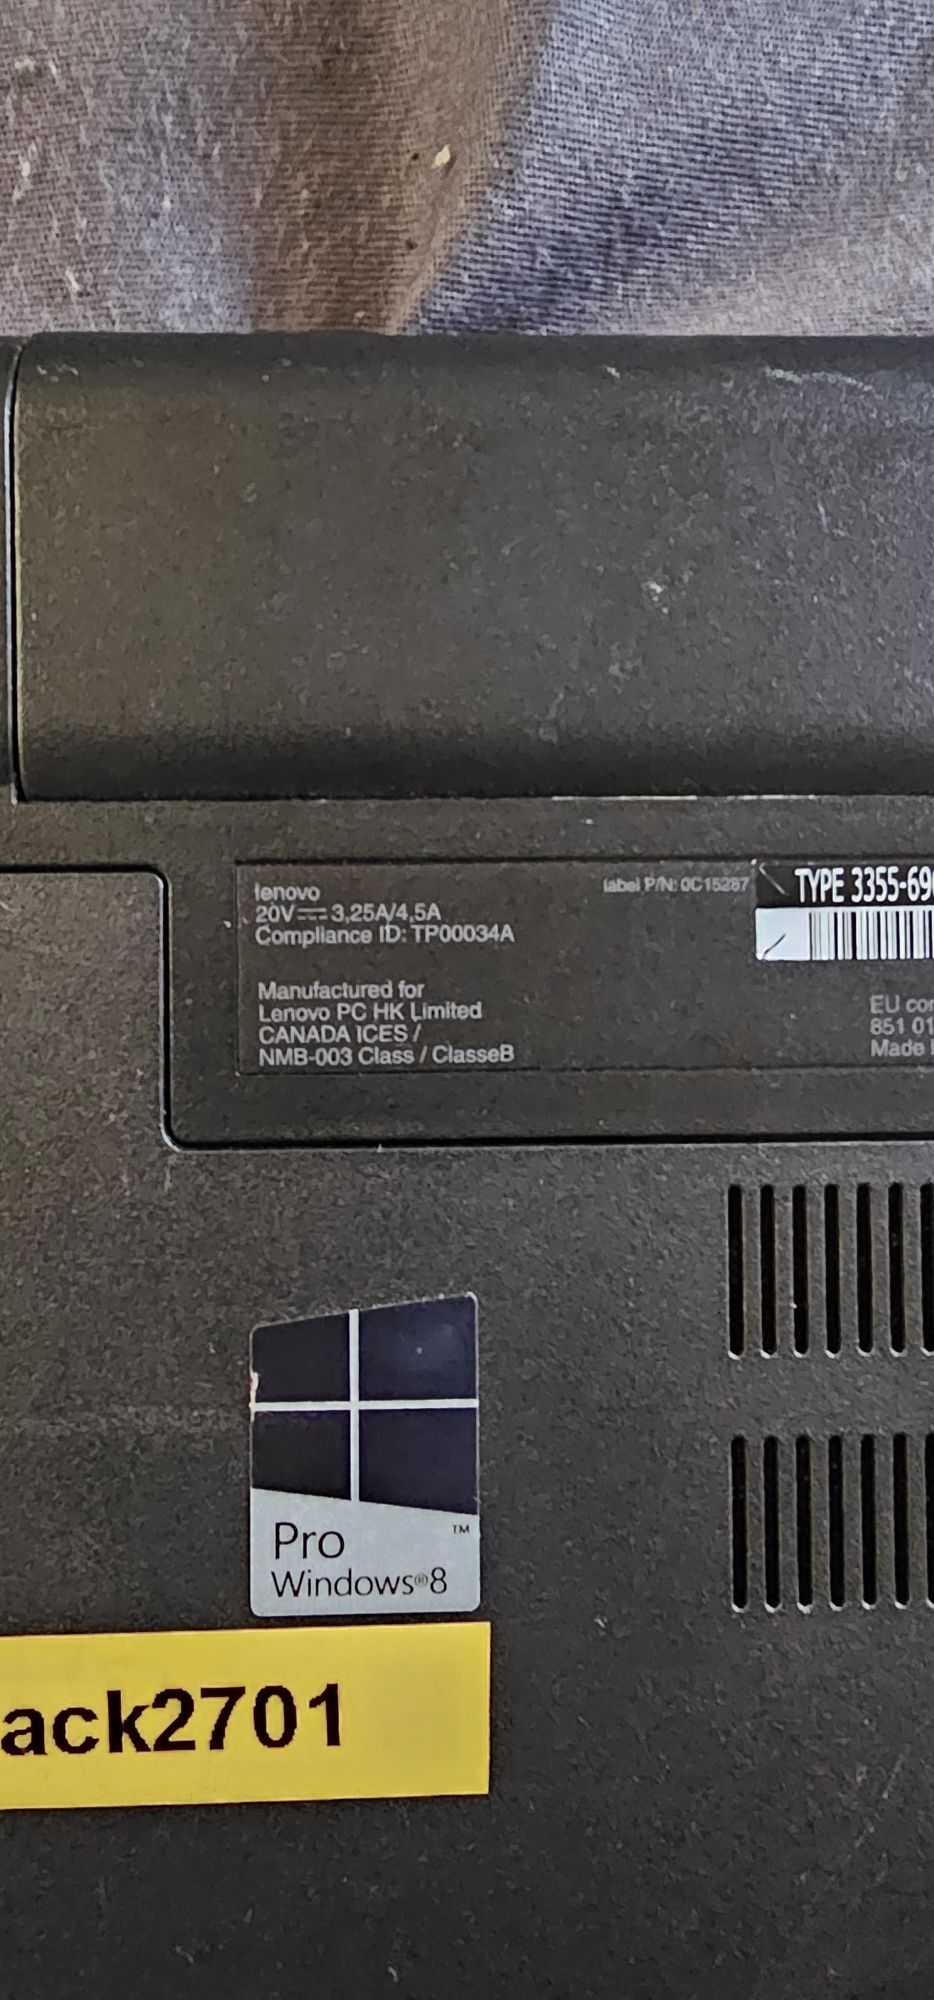 lenovo
20V⎓3,25A/4,5A
Compliance ID: TP00034A
Manufactured for
Lenovo PC HK Limited
CANADA ICES /
NMB-003 Class / ClasseB
label P/N: 0C15287
TYPE 3355-69
EU con
851 01
Made
Pro
TM
Windows®8
ack2701